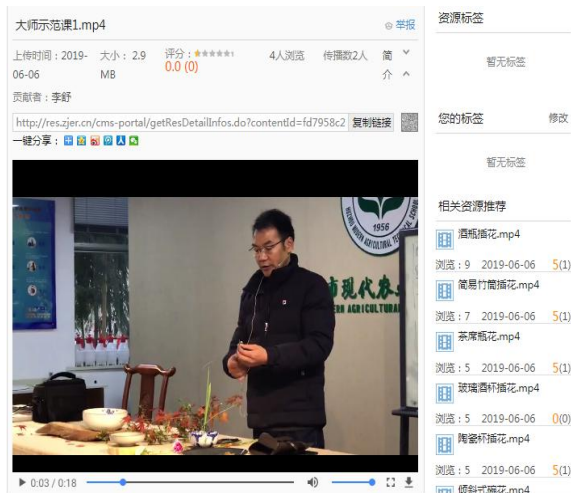 大师示范课1.mp4
举报
上传时间：2019-06-06
大小： 2.9 MB
评分：
0.0 (0)
4人浏览
传播数2人
简介
贡献者：李舒
http://res.zjer.cn/cms-portal/getResDetailInfos.do?contentId=fd7958c2
复制链接
一键分享：
1956
市现代农
ERN AGRICULTURA
0:03 / 0:18
资源标签
暂无标签
您的标签
修改
暂无标签
相关资源推荐
酒瓶插花.mp4
浏览：9 2019-06-06 5(1)
简易竹筒插花.mp4
浏览：7 2019-06-06 5(1)
茶席瓶花.mp4
浏览：5 2019-06-06 5(1)
玻璃酒杯插花.mp4
浏览：5 2019-06-06 0(0)
陶瓷杯插花.mp4
浏览：5 2019-06-06 5(1)